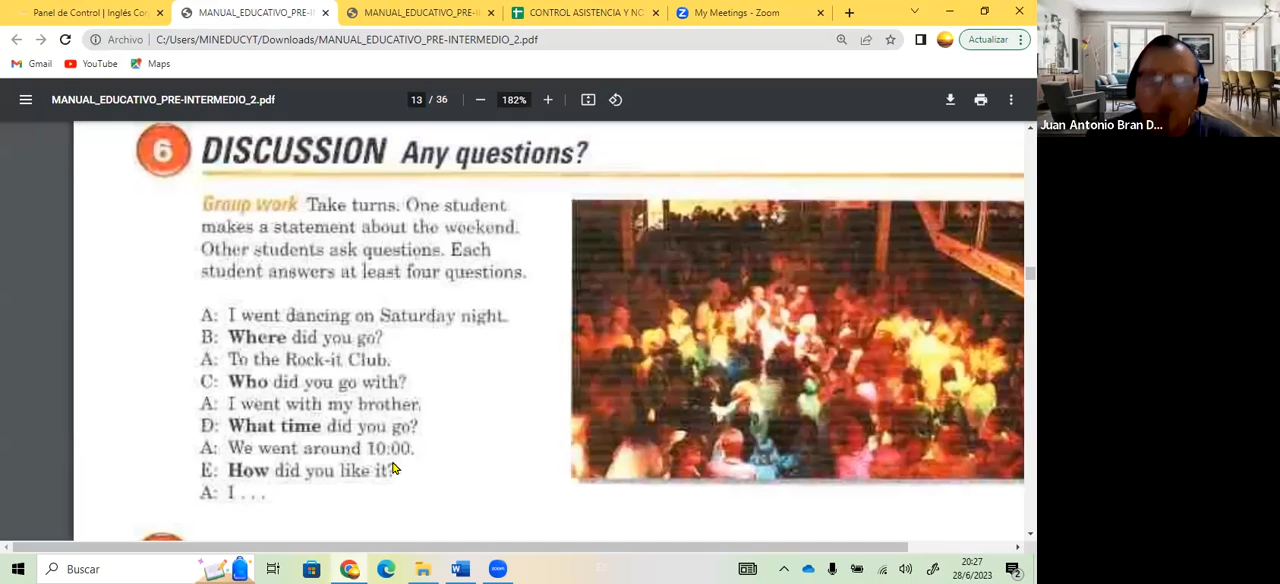 Panel de Control | Inglés Cor
MANUAL_EDUCATIVO_PRE-I
MANUAL_EDUCATIVO_PRE-I
CONTROL ASISTENCIA Y NO
My Meetings - Zoom
Archivo
C:/Users/MINEDUCYT/Downloads/MANUAL_EDUCATIVO_PRE-INTERMEDIO_2.pdf
Actualizar
Gmail
YouTube
Maps
MANUAL_EDUCATIVO_PRE-INTERMEDIO_2.pdf
13 / 36
182%
Juan Antonio Bran D...
6 DISCUSSION Any questions?
Group work Take turns. One student
makes a statement about the weekend.
Other students ask questions. Each
student answers at least four questions.
A: I went dancing on Saturday night.
B: Where did you go?
A: To the Rock-it Club.
C: Who did you go with?
A: I went with my brother.
D: What time did you go?
A: We went around 10:00.
E: How did you like it?
A: I . . .
Buscar
zoom
20:27
28/6/2023
2